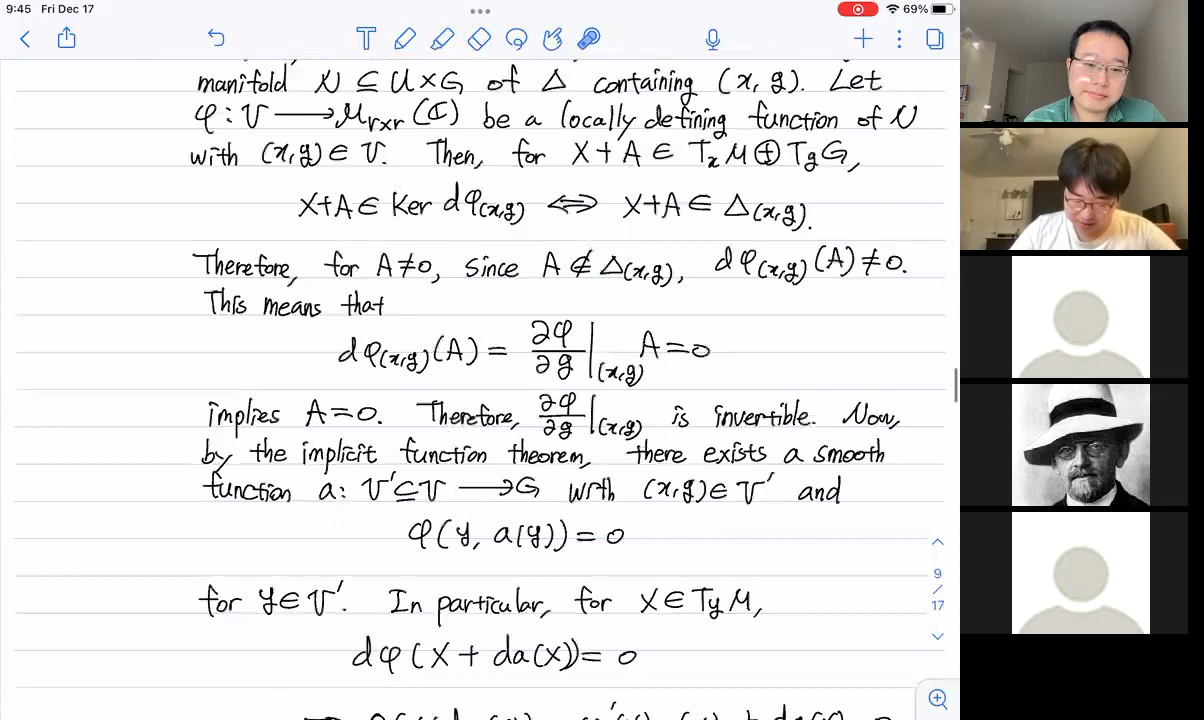 9:45 Fri Dec 17
69%
manifold N ⊆ U×G of Δ containing (x, g). Let
φ : V ⟶ M_{r×r}(ℂ) be a locally defining function of N
with (x,g) ∈ V. Then, for X+A ∈ T_xM ⊕ T_gG,
X+A ∈ Ker dφ_{(x,g)} ⟺ X+A ∈ Δ_{(x,g)}.
Therefore, for A≠0, since A ∉ Δ_{(x,g)}, dφ_{(x,g)}(A) ≠ 0.
This means that
dφ_{(x,g)}(A) = ∂φ/∂g |_{(x,g)} A = 0
implies A=0. Therefore, ∂φ/∂g |_{(x,g)} is invertible. Now,
by the implicit function theorem, there exists a smooth
function a: V' ⊆ V ⟶ G with (x,g) ∈ V' and
φ(y, a(y)) = 0
for y ∈ V'. In particular, for X ∈ T_yM,
dφ(X + da(X)) = 0
9
/
17